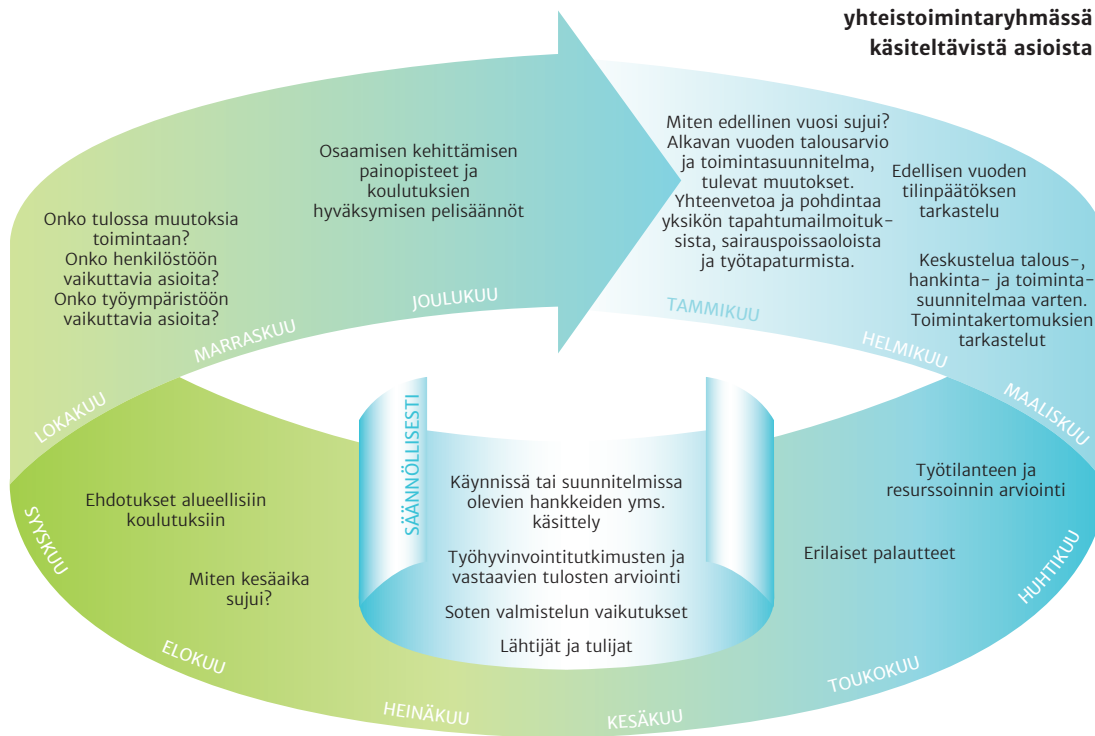 yhteistoimintaryhmässä
käsiteltävistä asioista
Miten edellinen vuosi sujui?
Alkavan vuoden talousarvio
ja toimintasuunnitelma,
tulevat muutokset.
Yhteenvetoa ja pohdintaa
yksikön tapahtumailmoituk-
sista, sairauspoissaoloista
ja työtapaturmista.
TAMMIKUU
Edellisen vuoden
tilinpäätöksen
tarkastelu
HELMIKUU
Keskustelua talous-,
hankinta- ja toiminta-
suunnitelmaa varten.
Toimintakertomuksien
tarkastelut
MAALISKUU
Työtilanteen ja
resurssoinnin arviointi
HUHTIKUU
Erilaiset palautteet
TOUKOKUU
KESÄKUU
HEINÄKUU
Miten kesäaika
sujui?
ELOKUU
Ehdotukset alueellisiin
koulutuksiin
SYYSKUU
Onko tulossa muutoksia
toimintaan?
Onko henkilöstöön
vaikuttavia asioita?
Onko työympäristöön
vaikuttavia asioita?
LOKAKUU
MARRASKUU
Osaamisen kehittämisen
painopisteet ja
koulutuksien
hyväksymisen pelisäännöt
JOULUKUU
SÄÄNNÖLLISESTI
Käynnissä tai suunnitelmissa
olevien hankkeiden yms.
käsittely
Työhyvinvointitutkimusten ja
vastaavien tulosten arviointi
Soten valmistelun vaikutukset
Lähtijät ja tulijat